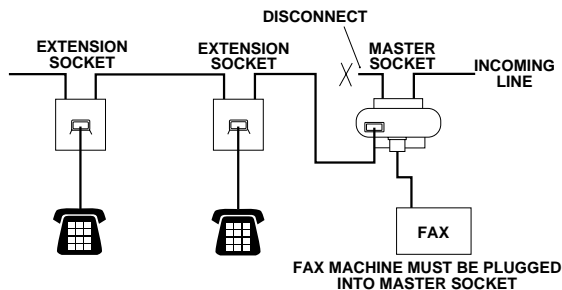 DISCONNECT
EXTENSION
SOCKET
EXTENSION
SOCKET
MASTER
SOCKET
INCOMING
LINE
FAX
FAX MACHINE MUST BE PLUGGED
INTO MASTER SOCKET